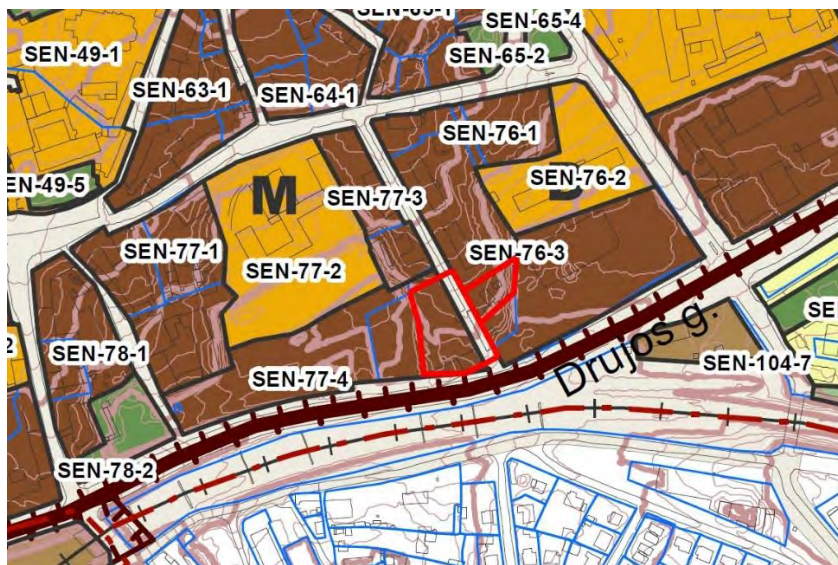 SEN-65-4
SEN-49-1
SEN-65-2
SEN-63-1
SEN-64-1
SEN-76-1
EN-49-5
SEN-76-2
M
SEN-77-3
SEN-77-1
SEN-76-3
SEN-77-2
SE
Drujos g.
SEN-78-1
SEN-104-7
SEN-77-4
SEN-78-2